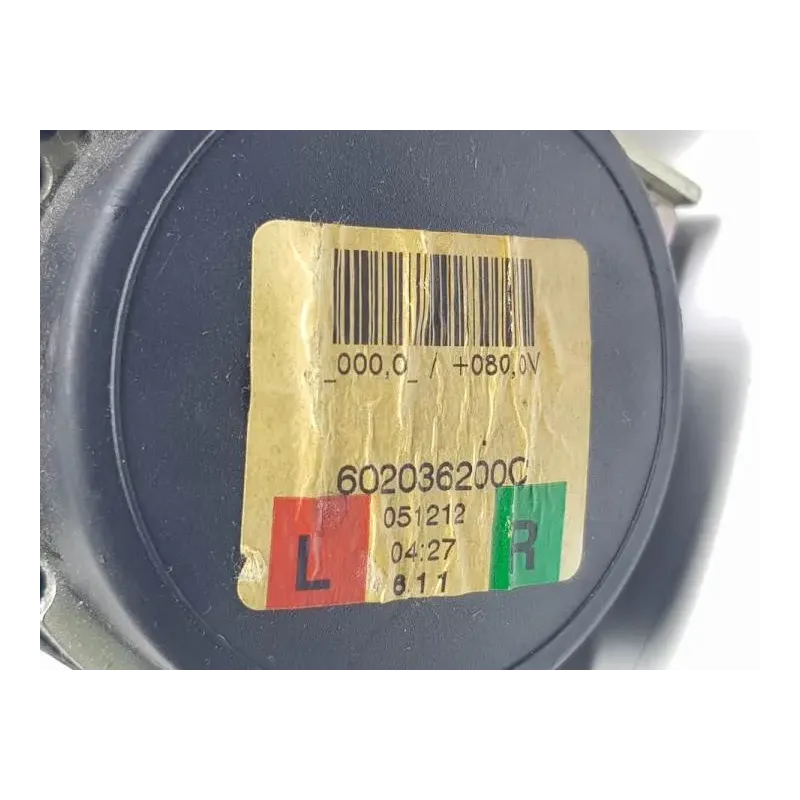 _000,0_ / +080,0V
602036200C
051212
L
04:27
R
6.1 1